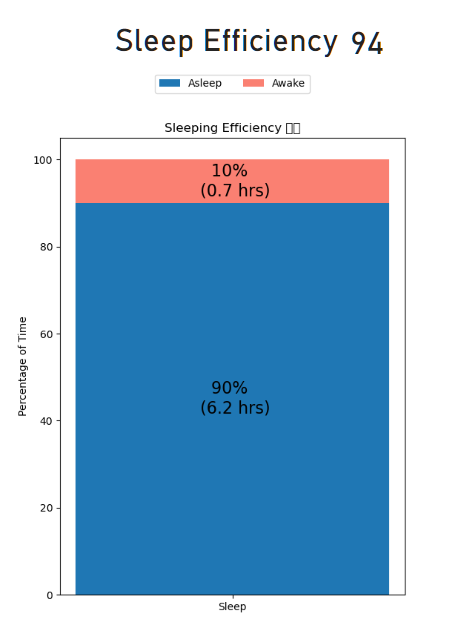 Sleep Efficiency 94
Asleep Awake
Sleeping Efficiency
100
10%
(0.7 hrs)
80
60
90%
(6.2 hrs)
40
20
0
Percentage of Time
Sleep